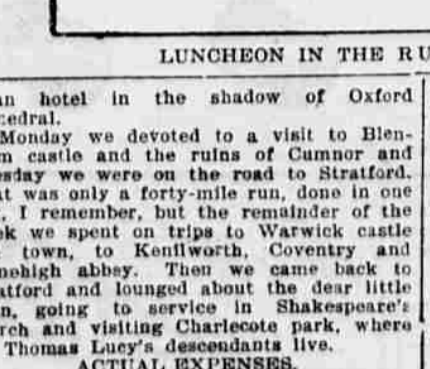 LUNCHEON IN THE RU
an hotel in the shadow of Oxford
edral.
Monday we devoted to a visit to Blen-
m castle and the ruins of Cumnor and
sday we were on the road to Stratford.
at was only a forty-mile run, done in one
, I remember, but the remainder of the
ek we spent on trips to Warwick castle
town, to Kenilworth, Coventry and
nehigh abbey. Then we came back to
atford and lounged about the dear little
n, going to service in Shakespeare's
rch and visiting Charlecote park, where
Thomas Lucy's descendants live.
ACTUAL EXPENSES.